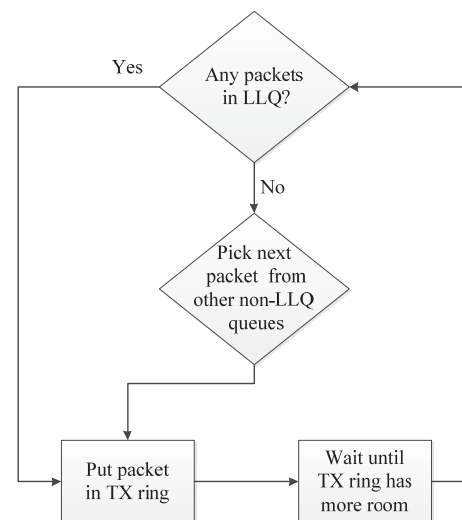 Yes
Any packets
in LLQ?
No
Pick next
packet from
other non-LLQ
queues
Put packet
in TX ring
Wait until
TX ring has
more room